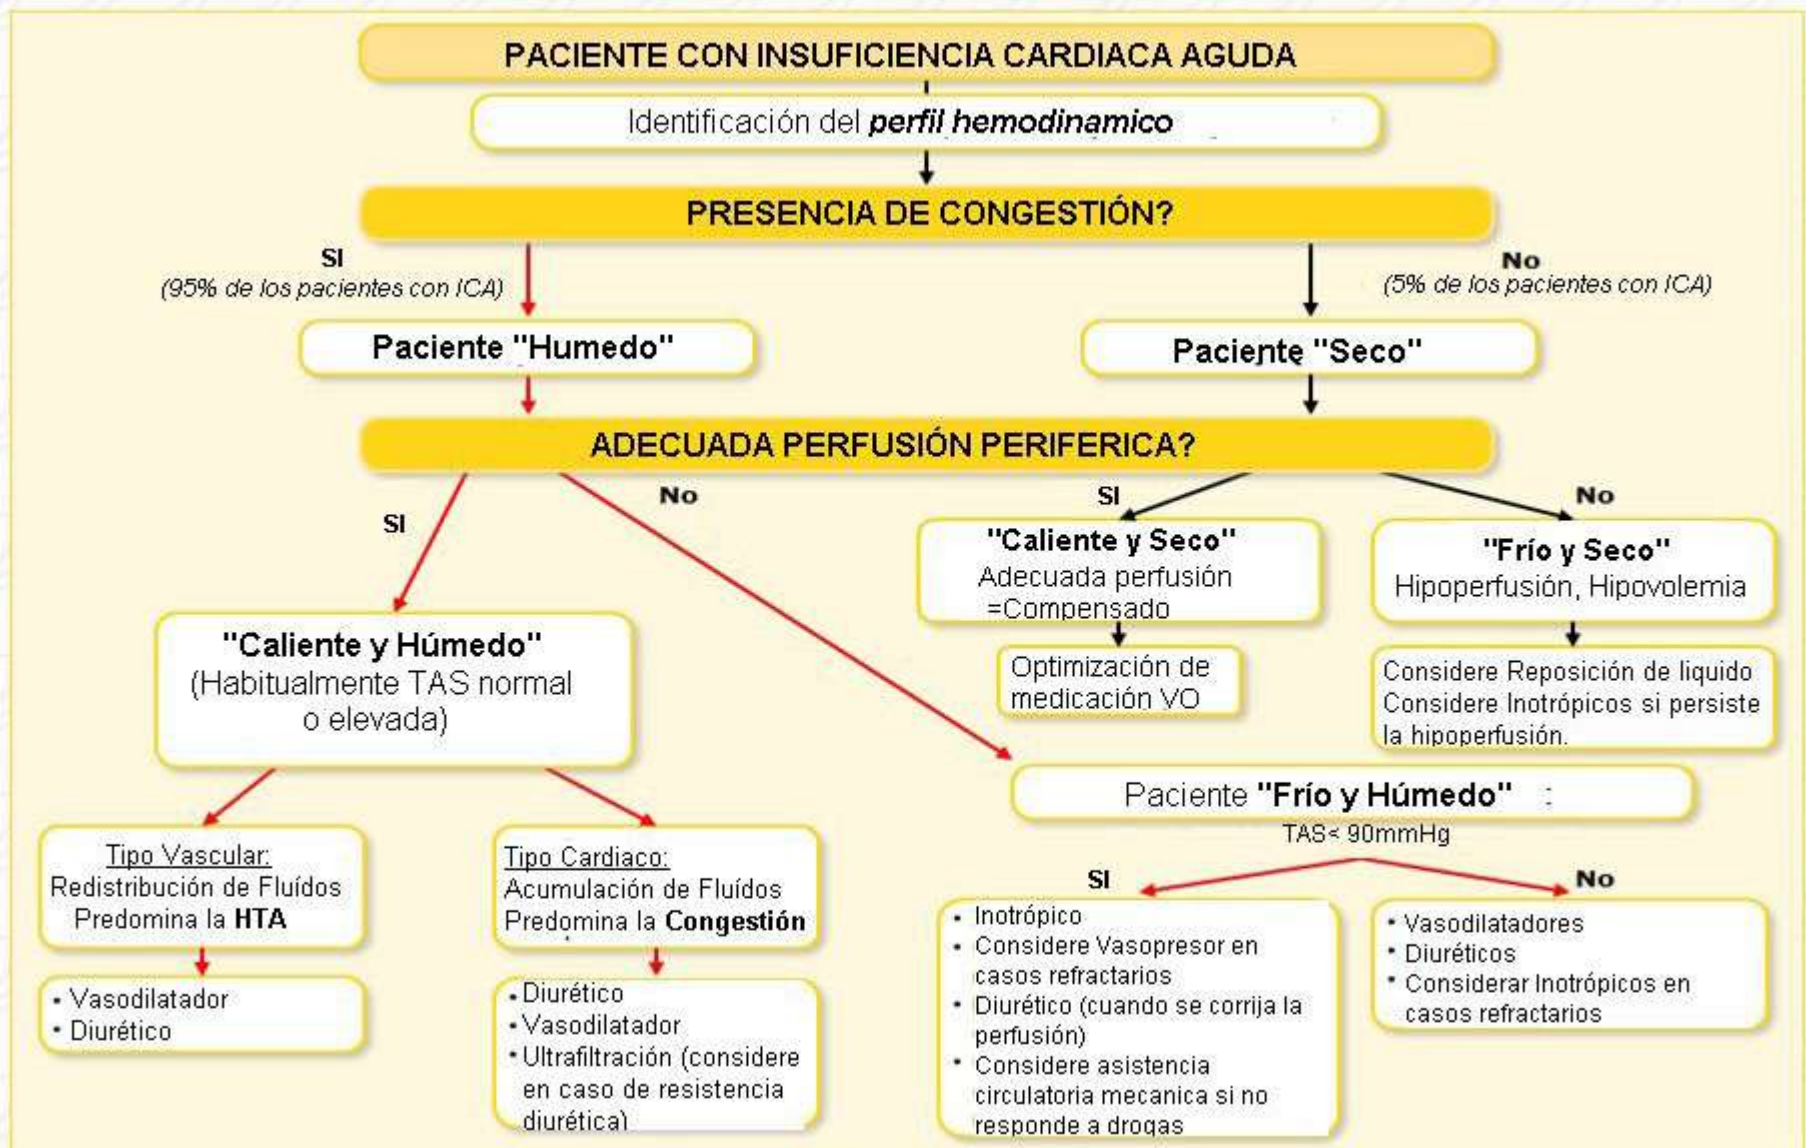 PACIENTE CON INSUFICIENCIA CARDIACA AGUDA
Identificación del perfil hemodinamico
PRESENCIA DE CONGESTIÓN?
SI
(95% de los pacientes con ICA)
No
(5% de los pacientes con ICA)
Paciente "Humedo"
Paciente "Seco"
ADECUADA PERFUSIÓN PERIFERICA?
SI
No
SI
No
"Caliente y Seco"
Adecuada perfusión
=Compensado
"Frío y Seco"
Hipoperfusión, Hipovolemia
Optimización de
medicación VO
Considere Reposición de liquido
Considere Inotrópicos si persiste
la hipoperfusión.
"Caliente y Húmedo"
(Habitualmente TAS normal
o elevada)
Paciente "Frío y Húmedo" :
TAS< 90mmHg
Tipo Vascular:
Redistribución de Fluídos
Predomina la HTA
Tipo Cardiaco:
Acumulación de Fluídos
Predomina la Congestión
• Vasodilatador
• Diurético
• Diurético
• Vasodilatador
• Ultrafiltración (considere
en caso de resistencia
diurética)
SI
No
• Inotrópico
• Considere Vasopresor en
casos refractarios
• Diurético (cuando se corrija la
perfusión)
• Considere asistencia
circulatoria mecanica si no
responde a drogas
• Vasodilatadores
• Diuréticos
• Considerar Inotrópicos en
casos refractarios